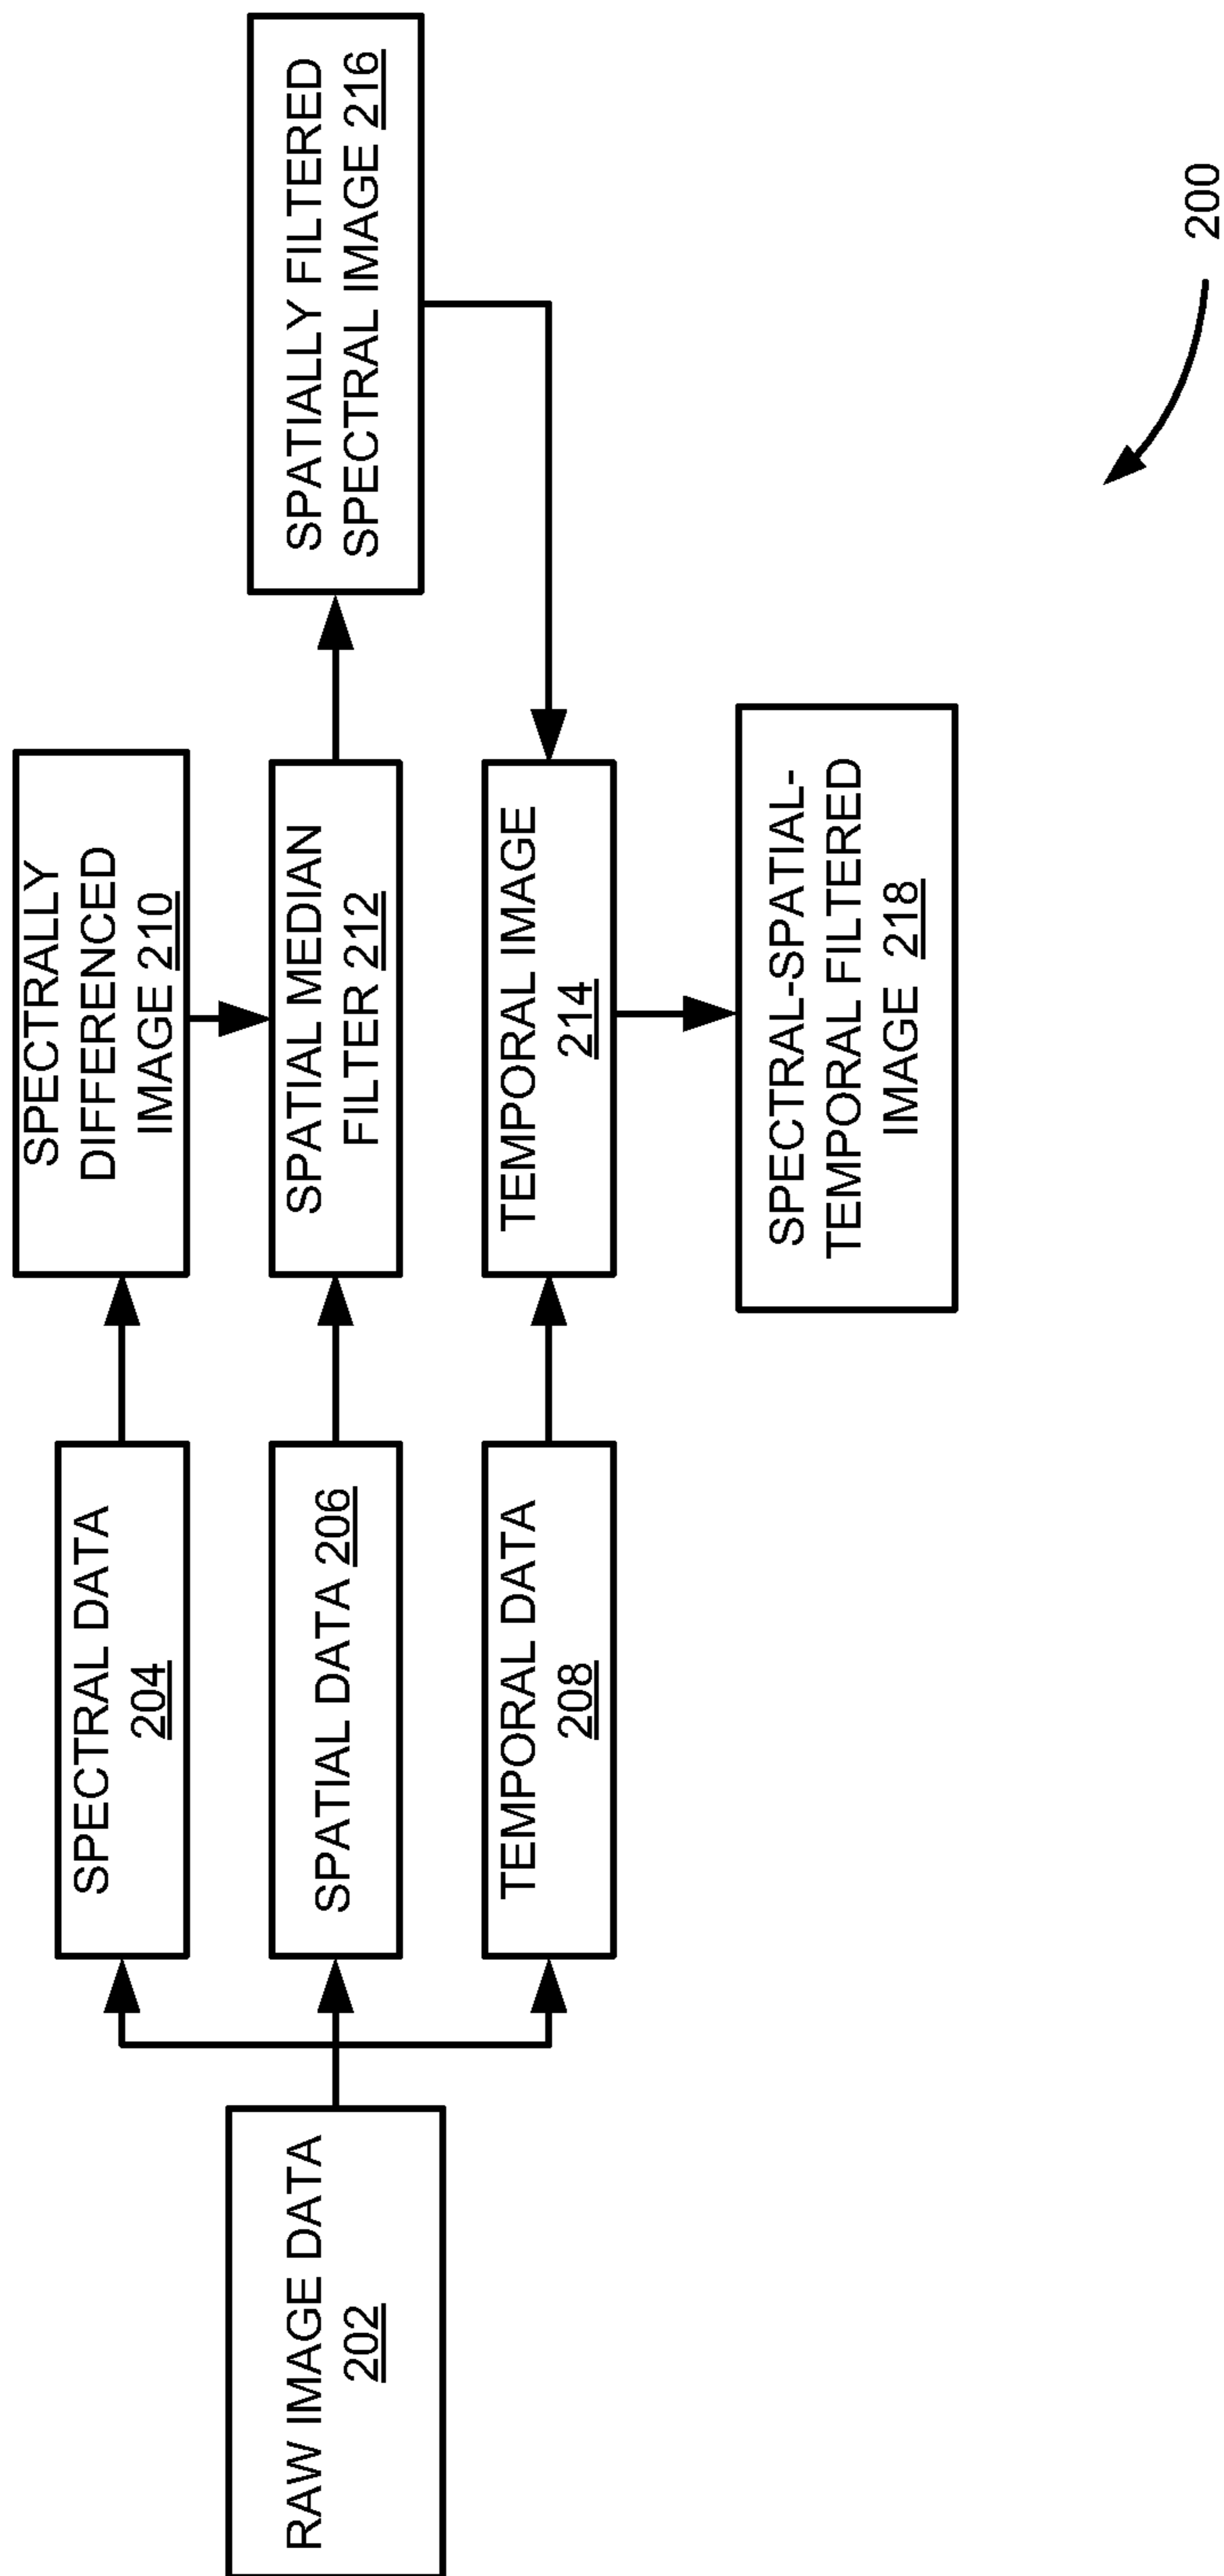 RAW IMAGE DATA
202
SPECTRAL DATA
204
SPATIAL DATA 206
TEMPORAL DATA
208
SPECTRALLY
DIFFERENCED
IMAGE 210
SPATIAL MEDIAN
FILTER 212
TEMPORAL IMAGE
214
SPATIALLY FILTERED
SPECTRAL IMAGE 216
SPECTRAL-SPATIAL-
TEMPORAL FILTERED
IMAGE 218
200